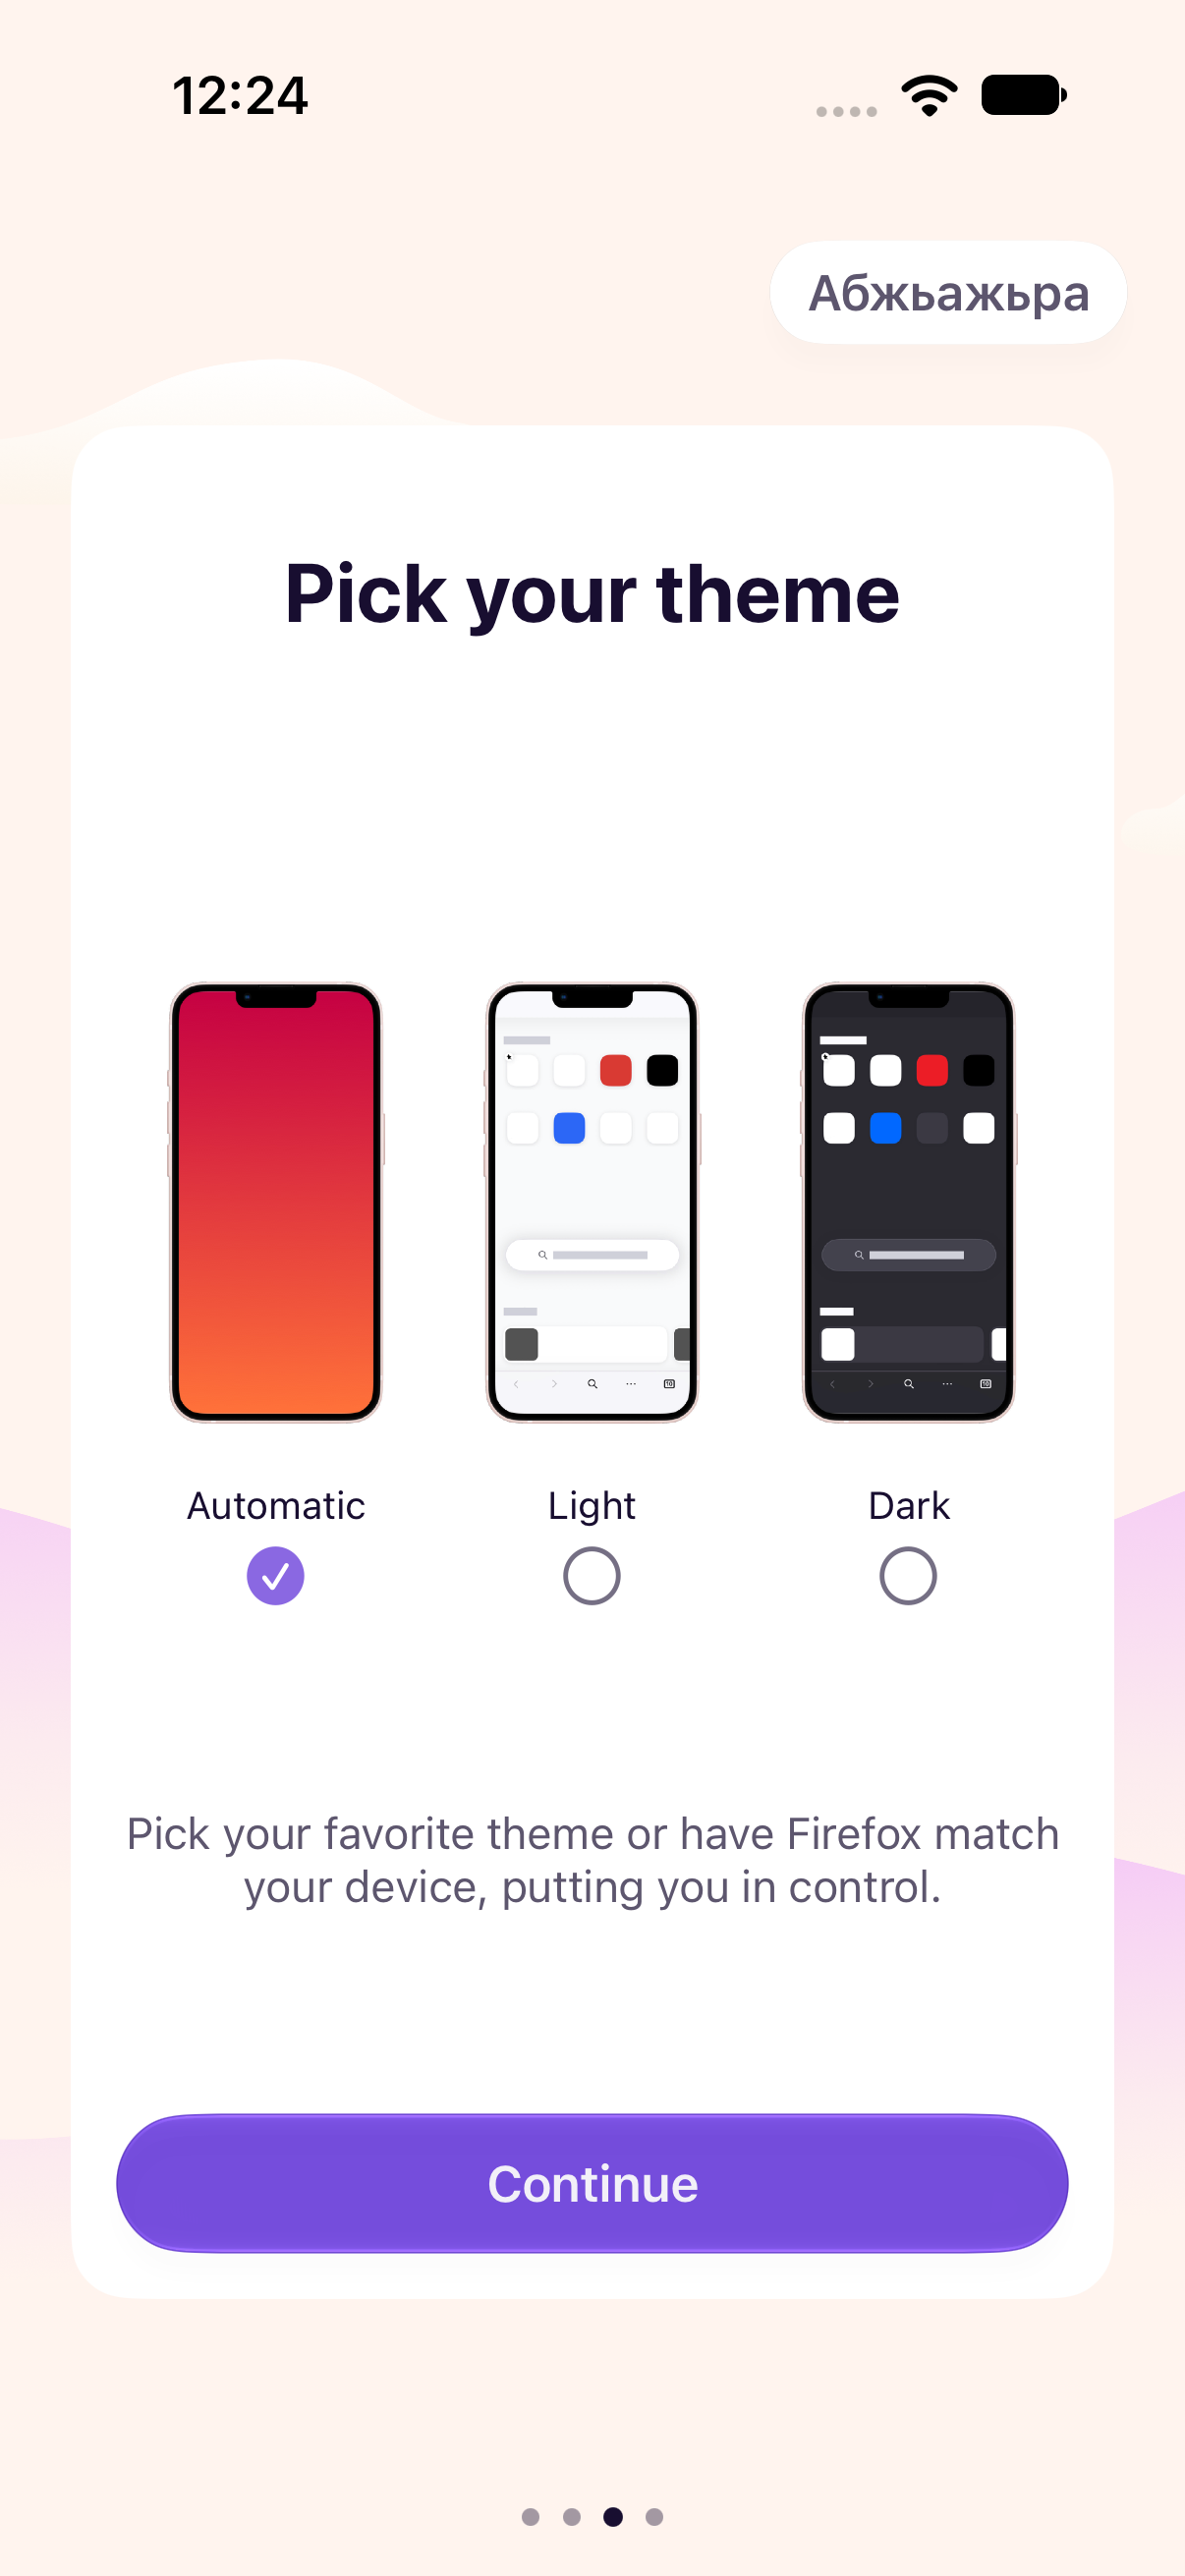 12:24
Абжьажьра
Pick your theme
Automatic
Light
Dark
Pick your favorite theme or have Firefox match
your device, putting you in control.
Continue